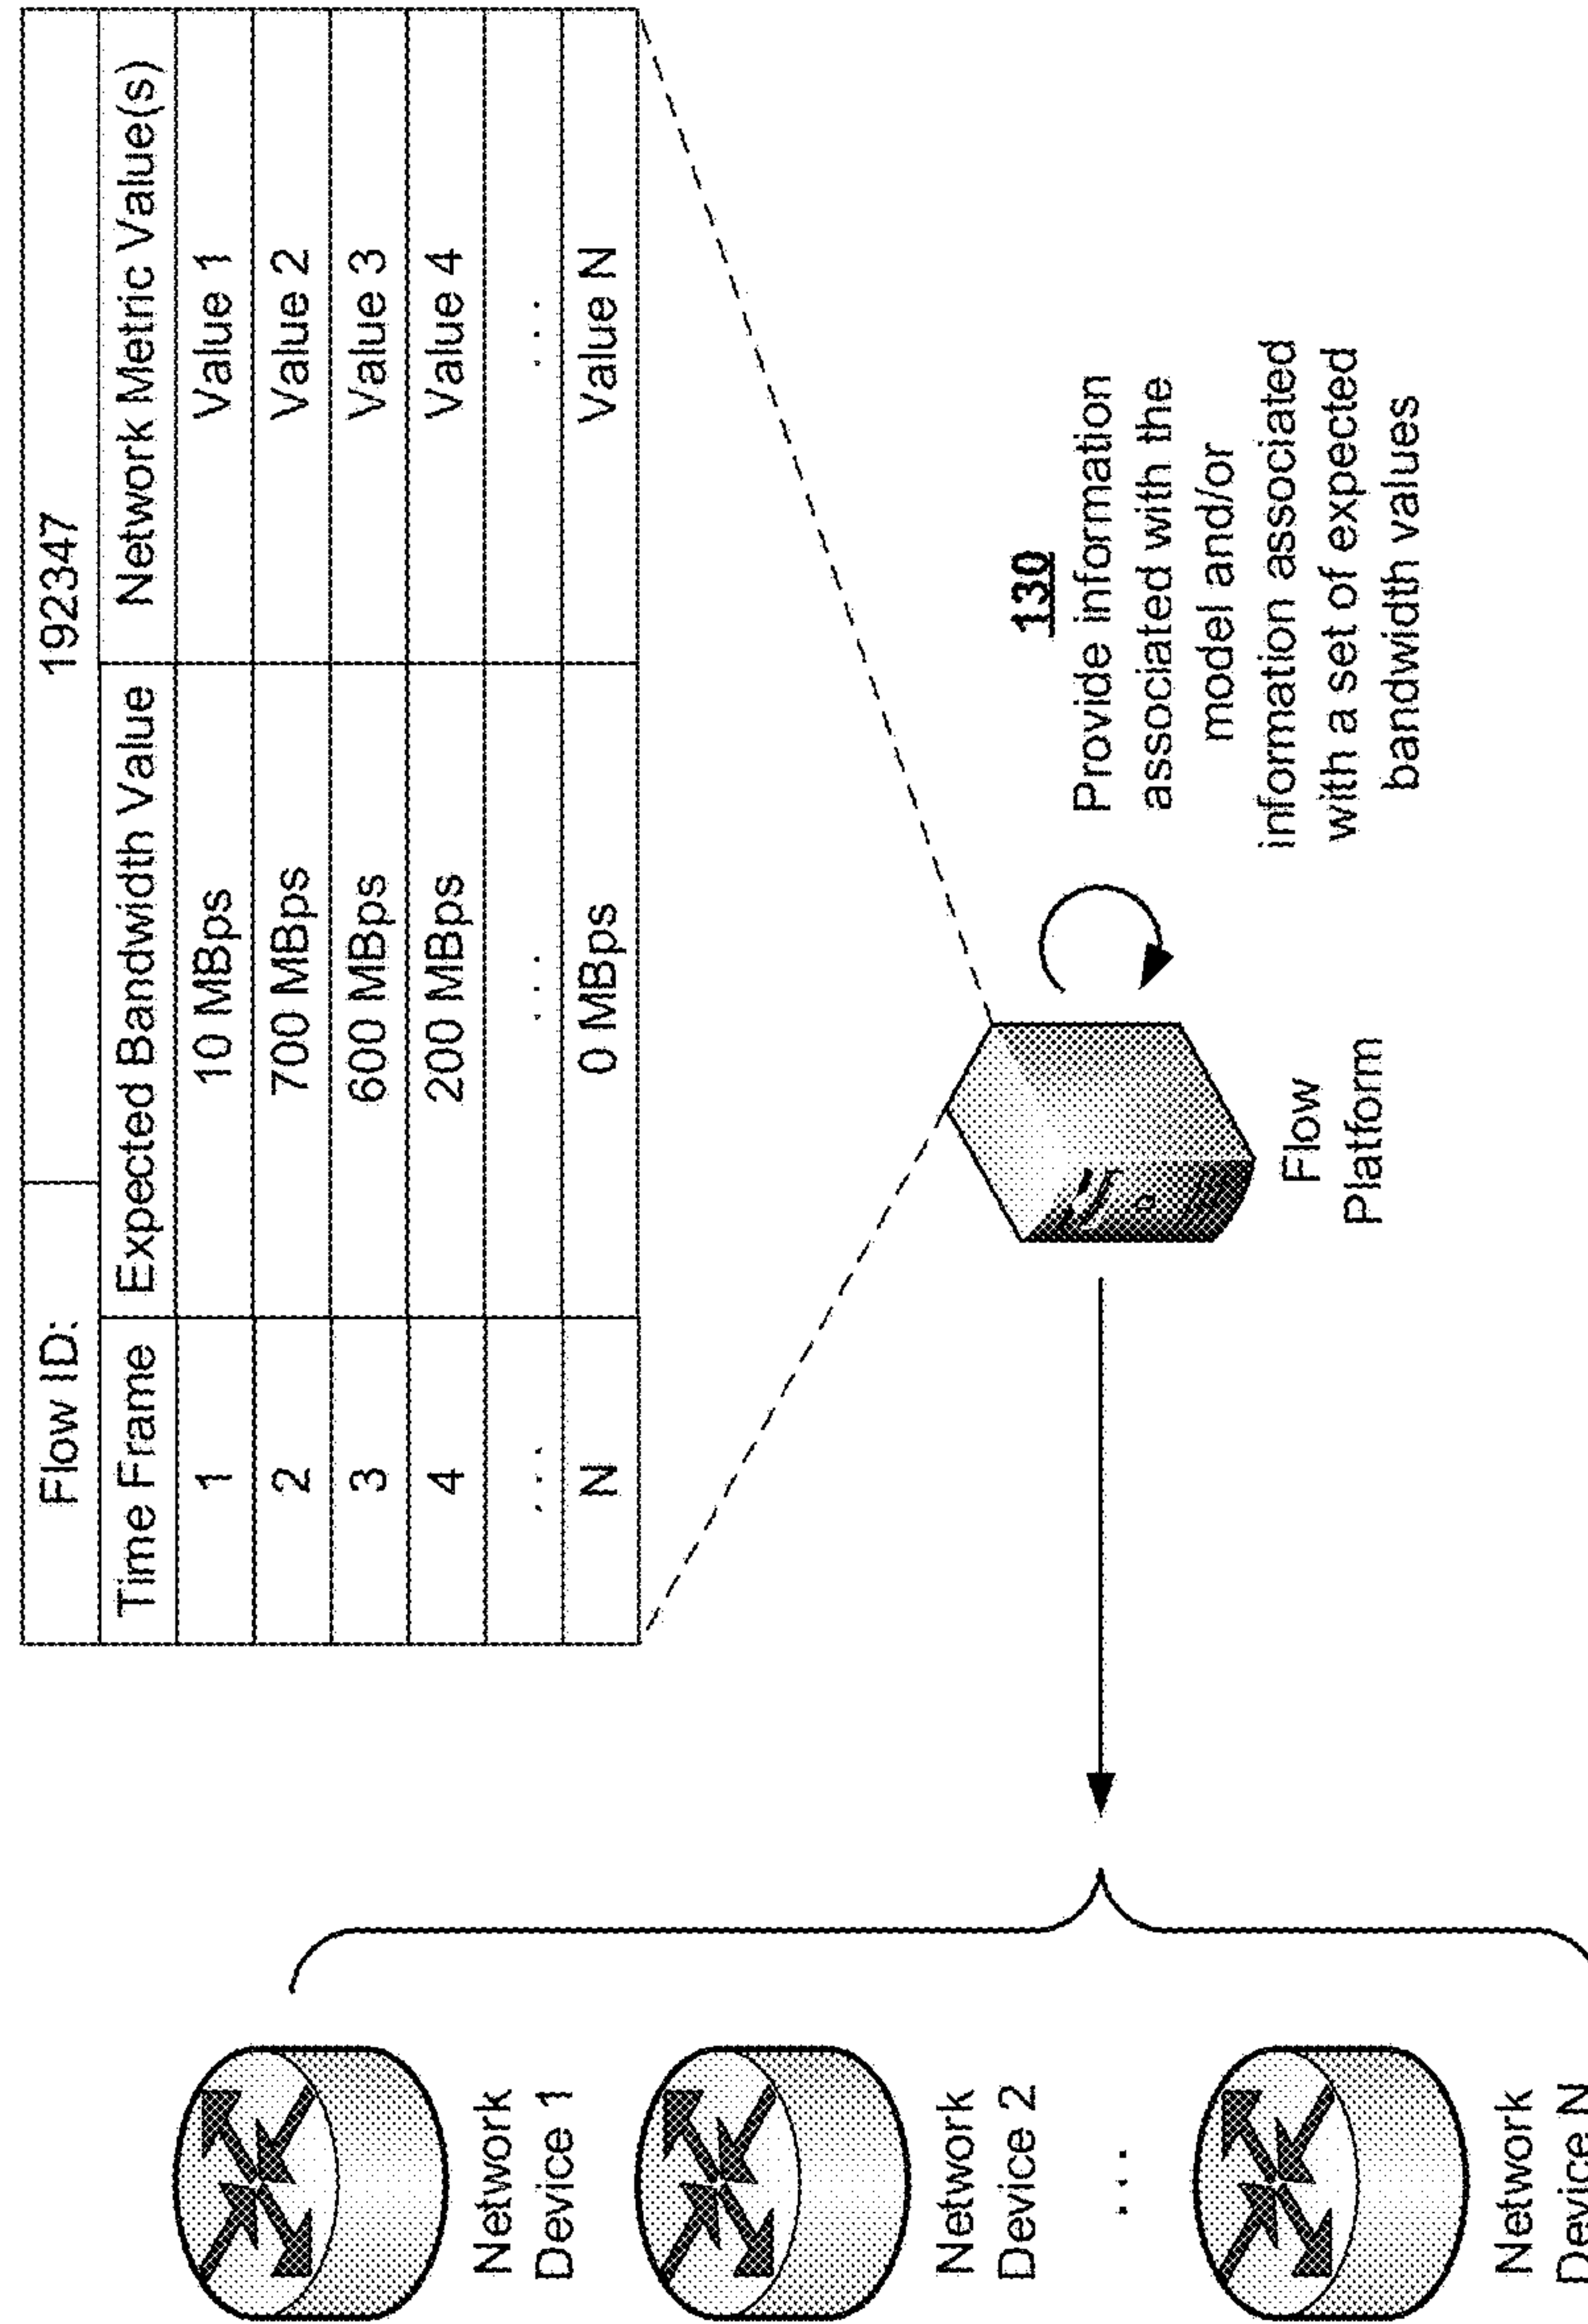 Flow ID: 19247
Time Frame Expected Bandwidth Value Network Metric Value(s)
1 10 MBps Value 1
2 700 MBps Value 2
3 600 MBps Value 3
4 200 MBps Value 4
... ... ...
N 0 MBps Value N
Network
Device 1
Network
Device 2
...
Network
Device N
Flow
Platform
130
Provide information
associated with the
model and/or
information associated
with a set of expected
bandwidth values